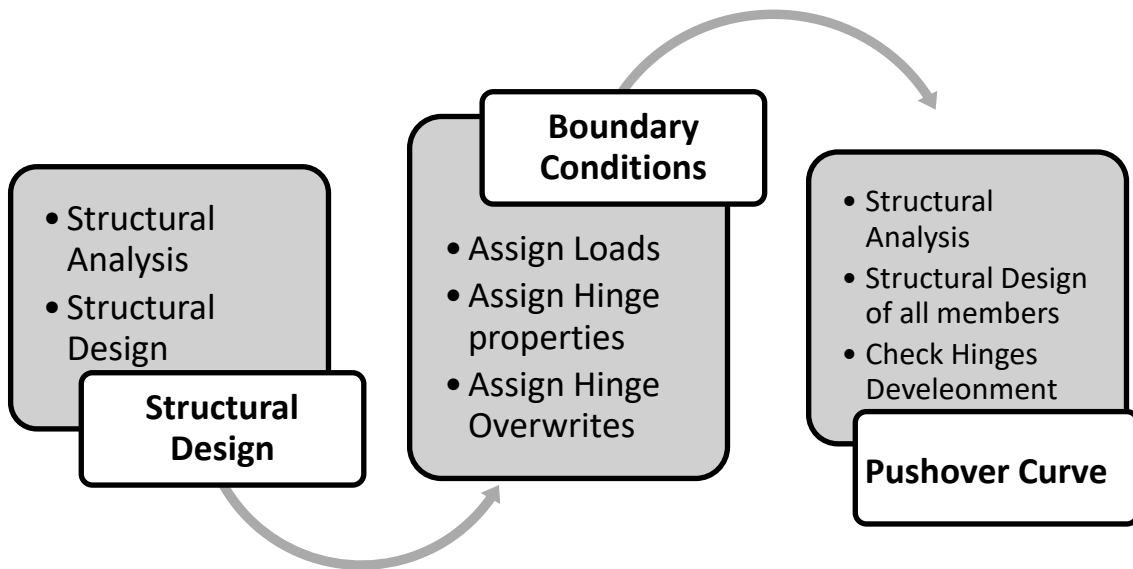 • Structural
Analysis
• Structural
Design
Structural
Design
Boundary
Conditions
• Assign Loads
• Assign Hinge
properties
• Assign Hinge
Overwrites
• Structural
Analysis
• Structural Design
of all members
• Check Hinges
Develeonment
Pushover Curve